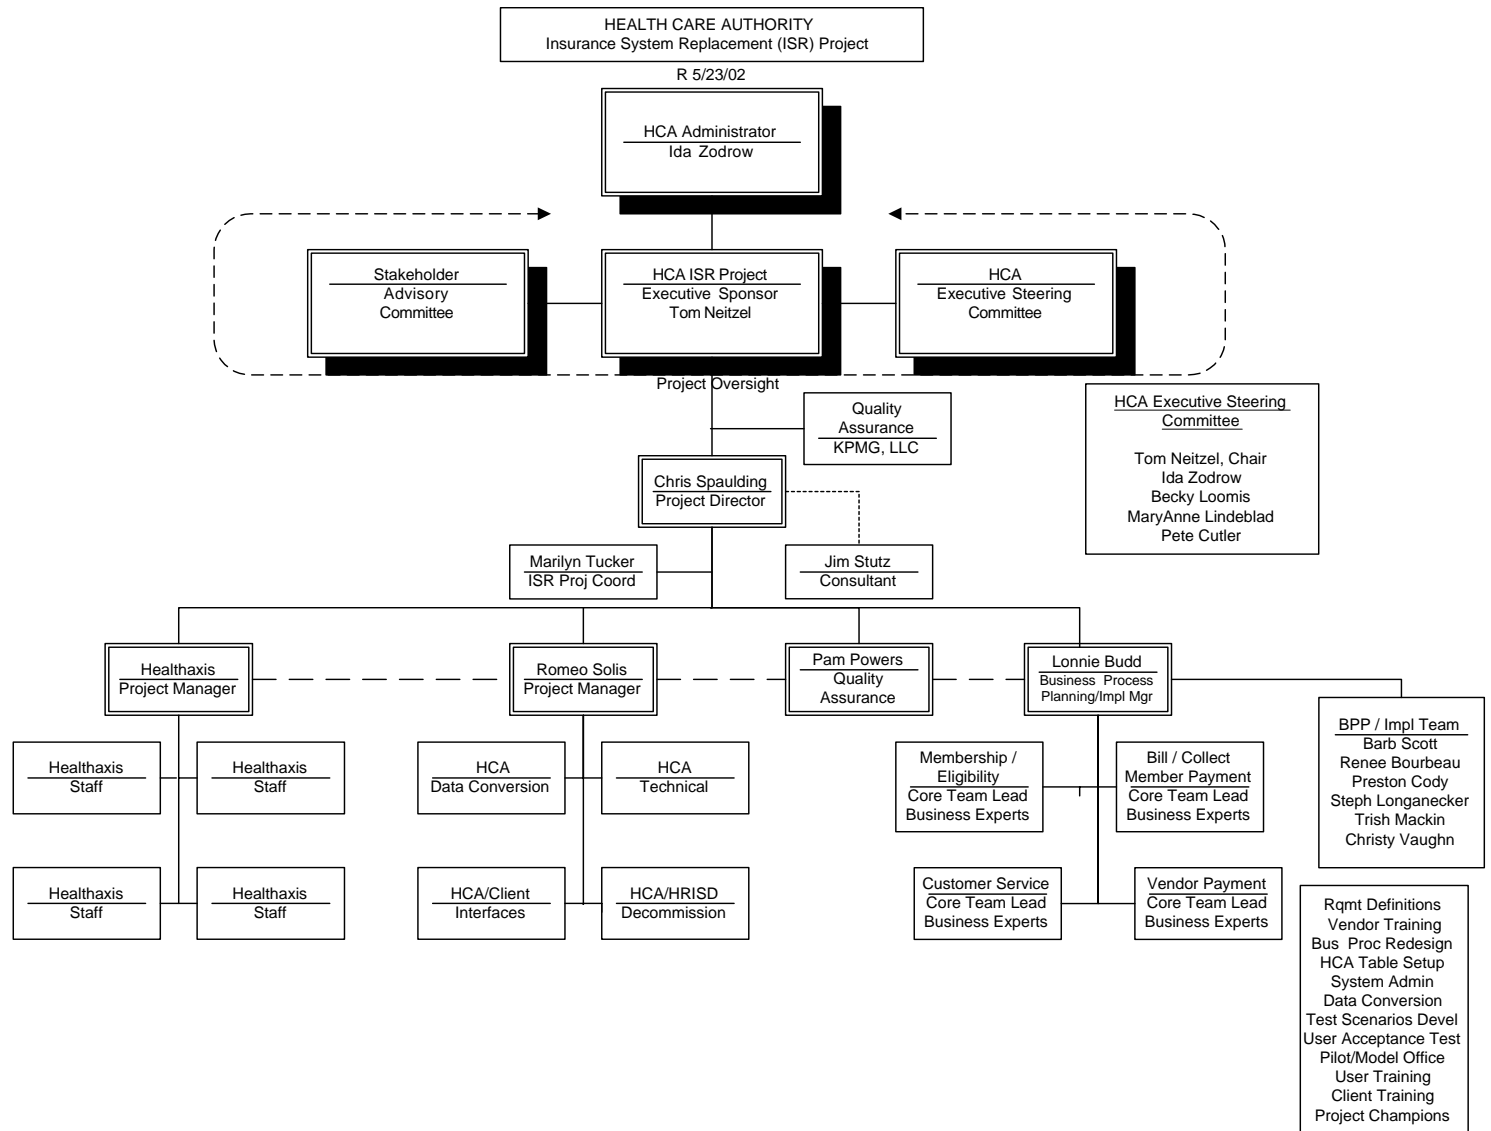 HEALTH CARE AUTHORITY
Insurance System Replacement (ISR) Project
R 5/23/02
HCA Administrator
Ida Zodrow
Stakeholder
Advisory
Committee
HCA ISR Project
Executive Sponsor
Tom Neitzel
HCA
Executive Steering
Committee
Project Oversight
Quality
Assurance
KPMG, LLC
HCA Executive Steering
Committee
Tom Neitzel, Chair
Ida Zodrow
Becky Loomis
MaryAnne Lindeblad
Pete Cutler
Chris Spaulding
Project Director
Marilyn Tucker
ISR Proj Coord
Jim Stutz
Consultant
Healthaxis
Project Manager
Romeo Solis
Project Manager
Pam Powers
Quality
Assurance
Lonnie Budd
Business Process
Planning/Impl Mgr
BPP / Impl Team
Barb Scott
Renee Bourbeau
Preston Cody
Steph Longanecker
Trish Mackin
Christy Vaughn
Healthaxis
Staff
Healthaxis
Staff
HCA
Data Conversion
HCA
Technical
Membership /
Eligibility
Core Team Lead
Business Experts
Bill / Collect
Member Payment
Core Team Lead
Business Experts
Healthaxis
Staff
Healthaxis
Staff
HCA/Client
Interfaces
HCA/HRISD
Decommission
Customer Service
Core Team Lead
Business Experts
Vendor Payment
Core Team Lead
Business Experts
Rqmt Definitions
Vendor Training
Bus Proc Redesign
HCA Table Setup
System Admin
Data Conversion
Test Scenarios Devel
User Acceptance Test
Pilot/Model Office
User Training
Client Training
Project Champions